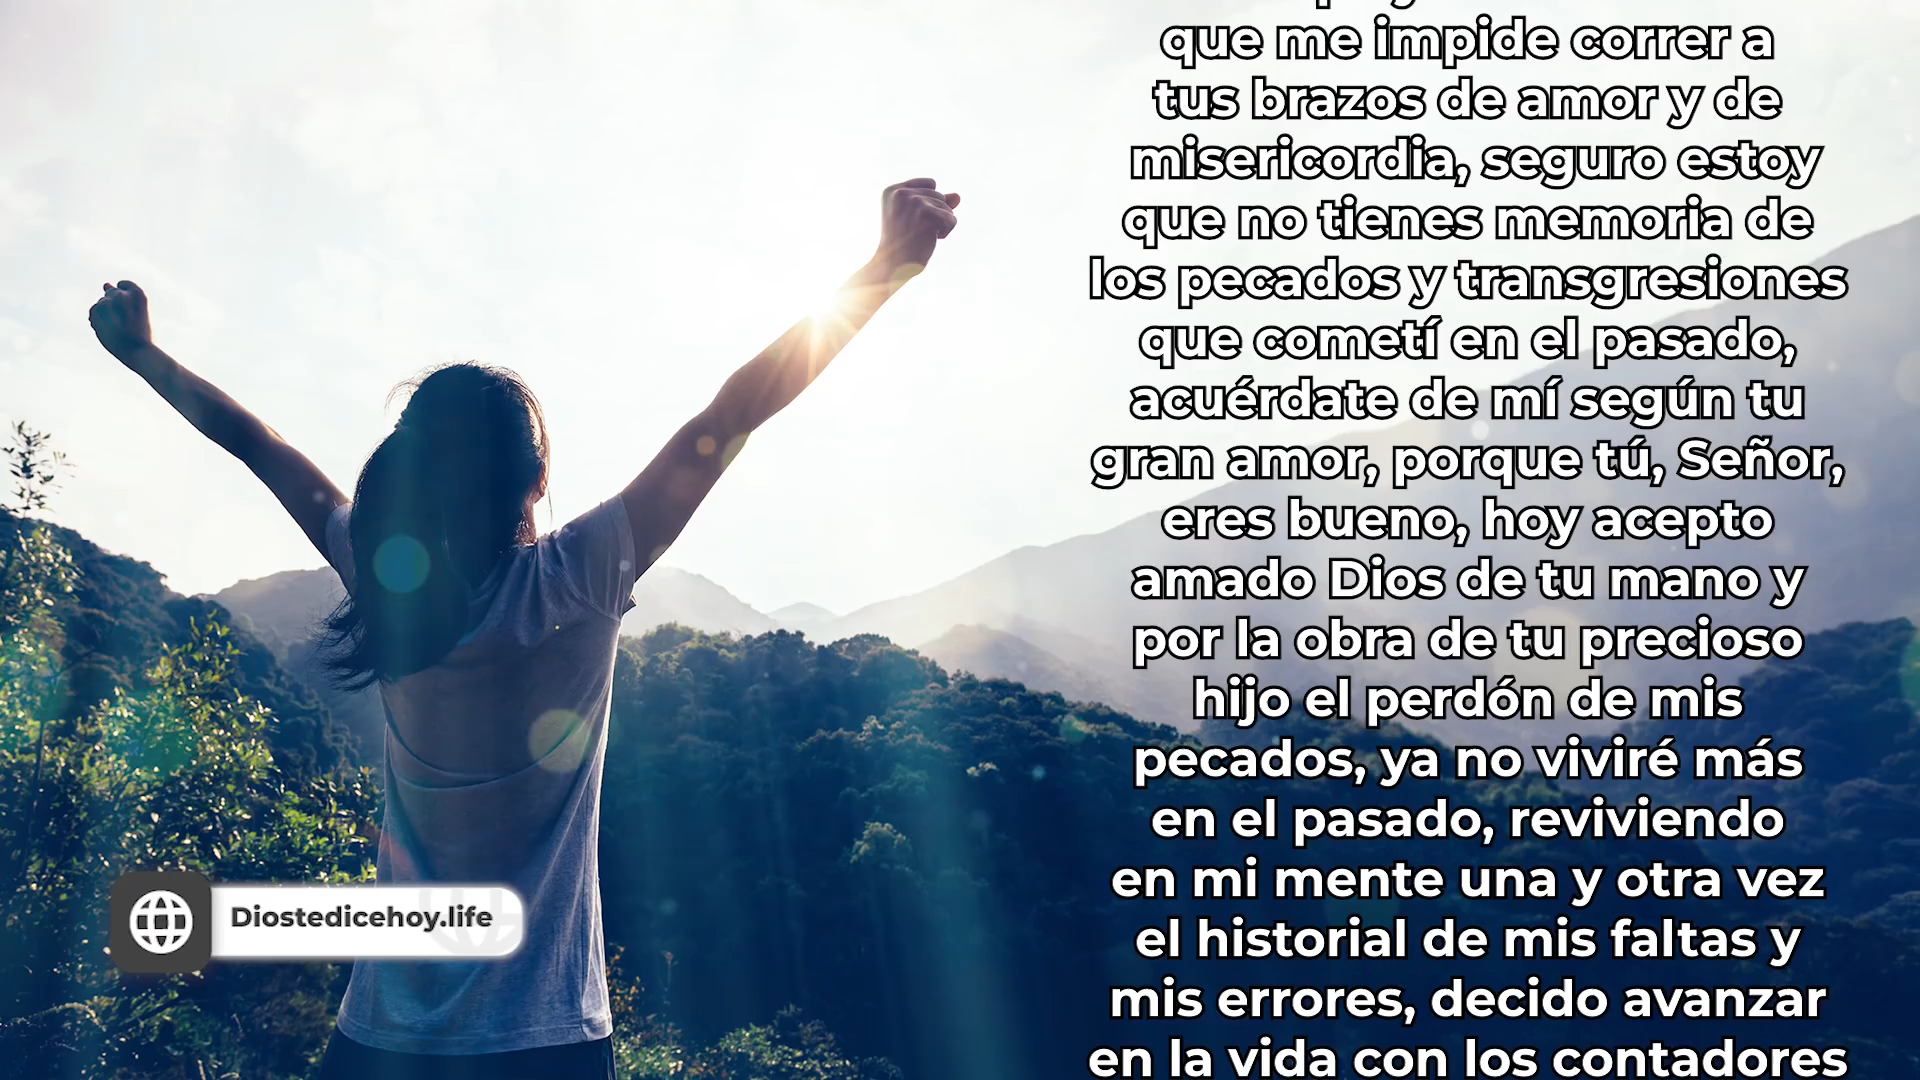 que me impide correr a
tus brazos de amor y de
misericordia, seguro estoy
que no tienes memoria de
los pecados y transgresiones
que cometí en el pasado,
acuérdate de mí según tu
gran amor, porque tú, Señor,
eres bueno, hoy acepto
amado Dios de tu mano y
por la obra de tu precioso
hijo el perdón de mis
pecados, ya no viviré más
en el pasado, reviviendo
en mi mente una y otra vez
el historial de mis faltas y
mis errores, decido avanzar
en la vida con los contadores
Diostedicehoy.life